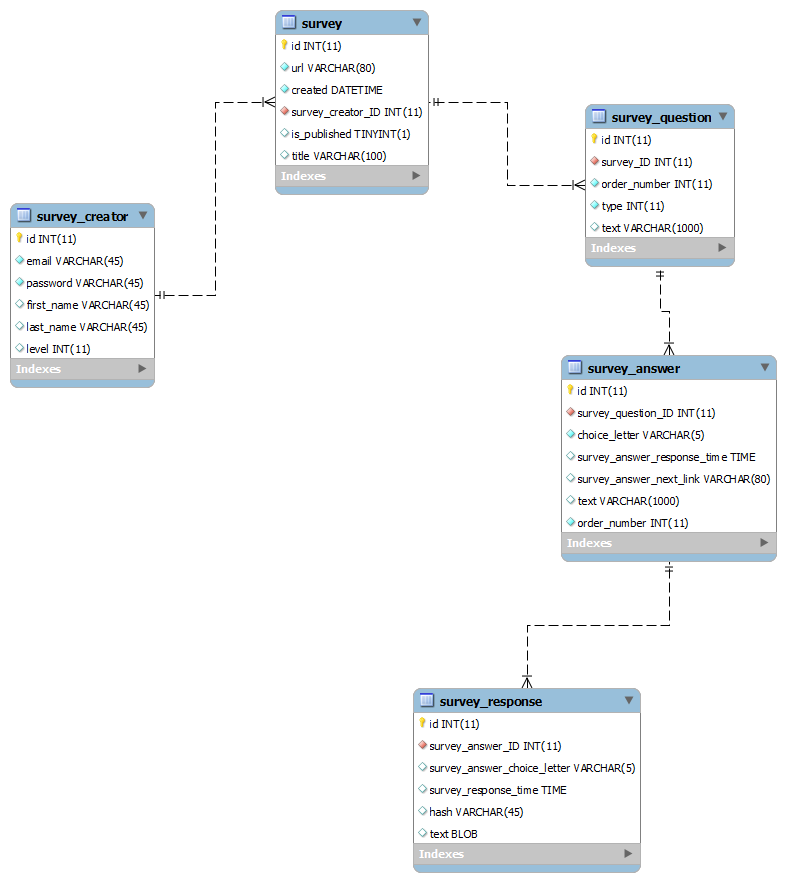 survey
id INT(11)
url VARCHAR(80)
created DATETIME
survey_creator_ID INT(11)
is_published TINYINT(1)
title VARCHAR(100)
Indexes
survey_question
id INT(11)
survey_ID INT(11)
order_number INT(11)
type INT(11)
text VARCHAR(1000)
Indexes
survey_creator
id INT(11)
email VARCHAR(45)
password VARCHAR(45)
first_name VARCHAR(45)
last_name VARCHAR(45)
level INT(11)
Indexes
survey_answer
id INT(11)
survey_question_ID INT(11)
choice_letter VARCHAR(5)
survey_answer_response_time TIME
survey_answer_next_link VARCHAR(80)
text VARCHAR(1000)
order_number INT(11)
Indexes
survey_response
id INT(11)
survey_answer_ID INT(11)
survey_answer_choice_letter VARCHAR(5)
survey_response_time TIME
hash VARCHAR(45)
text BLOB
Indexes